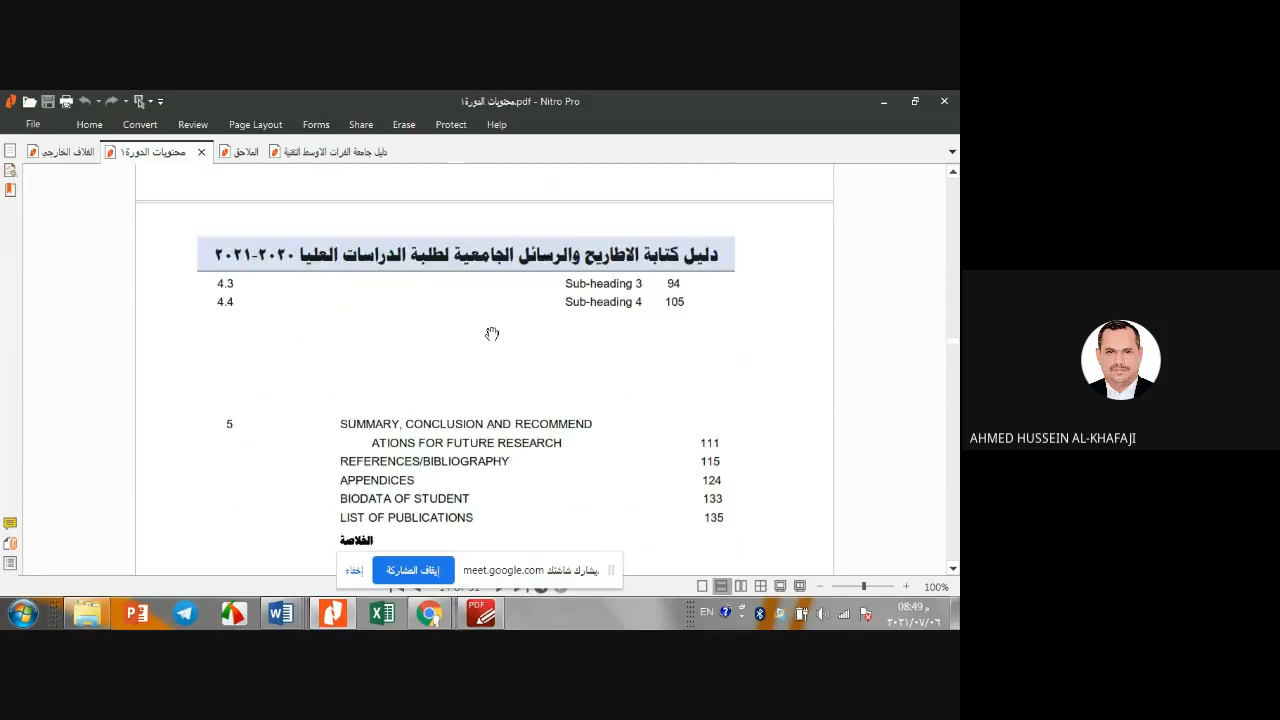 محتويات الدورة١.pdf - Nitro Pro
File Home Convert Review Page Layout Forms Share Erase Protect Help
الغلاف الخارجي محتويات الدورة١ الملاحق دليل جامعة الفرات الاوسط التقنية
دليل كتابة الاطاريح والرسائل الجامعية لطلبة الدراسات العليا ٢٠٢٠-٢٠٢١
4.3 Sub-heading 3 94
4.4 Sub-heading 4 105
5 SUMMARY, CONCLUSION AND RECOMMEND
ATIONS FOR FUTURE RESEARCH 111
REFERENCES/BIBLIOGRAPHY 115
APPENDICES 124
BIODATA OF STUDENT 133
LIST OF PUBLICATIONS 135
الخلاصة
يشارك شاشتك meet.google.com.
إيقاف المشاركة
إخفاء
100%
EN
08:49 م
٢٠٢١/٠٧/٠٦
AHMED HUSSEIN AL-KHAFAJI